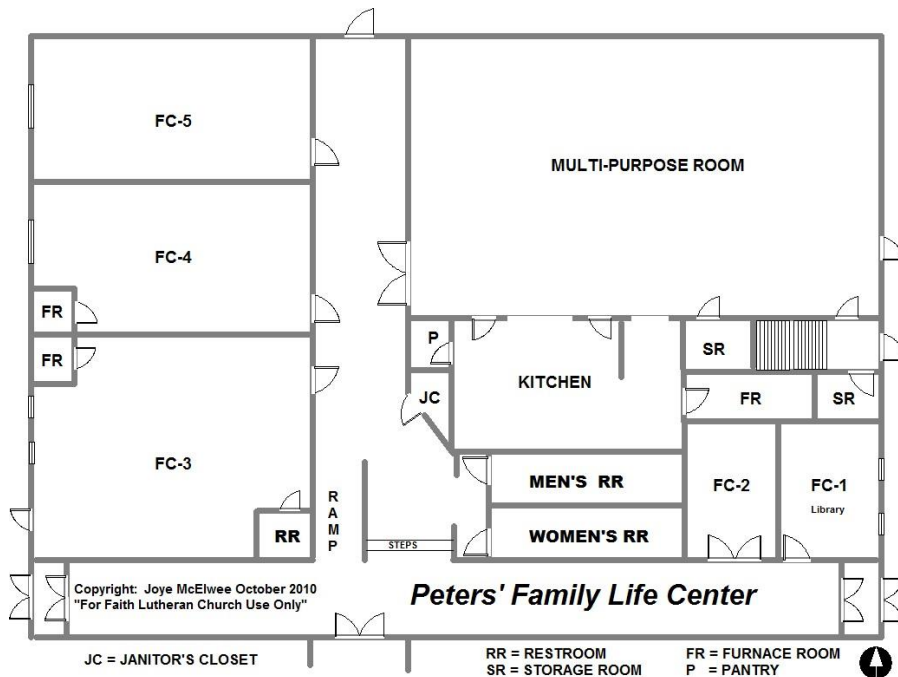 FC-5
MULTI-PURPOSE ROOM
FC-4
FR
FR
P
SR
KITCHEN
JC
FR
SR
FC-3
MEN'S RR
FC-2
FC-1
Library
RAMP
RR
WOMEN'S RR
STEPS
Copyright: Joye McElwee October 2010
"For Faith Lutheran Church Use Only"
Peters' Family Life Center
JC = JANITOR'S CLOSET
RR = RESTROOM
SR = STORAGE ROOM
FR = FURNACE ROOM
P = PANTRY